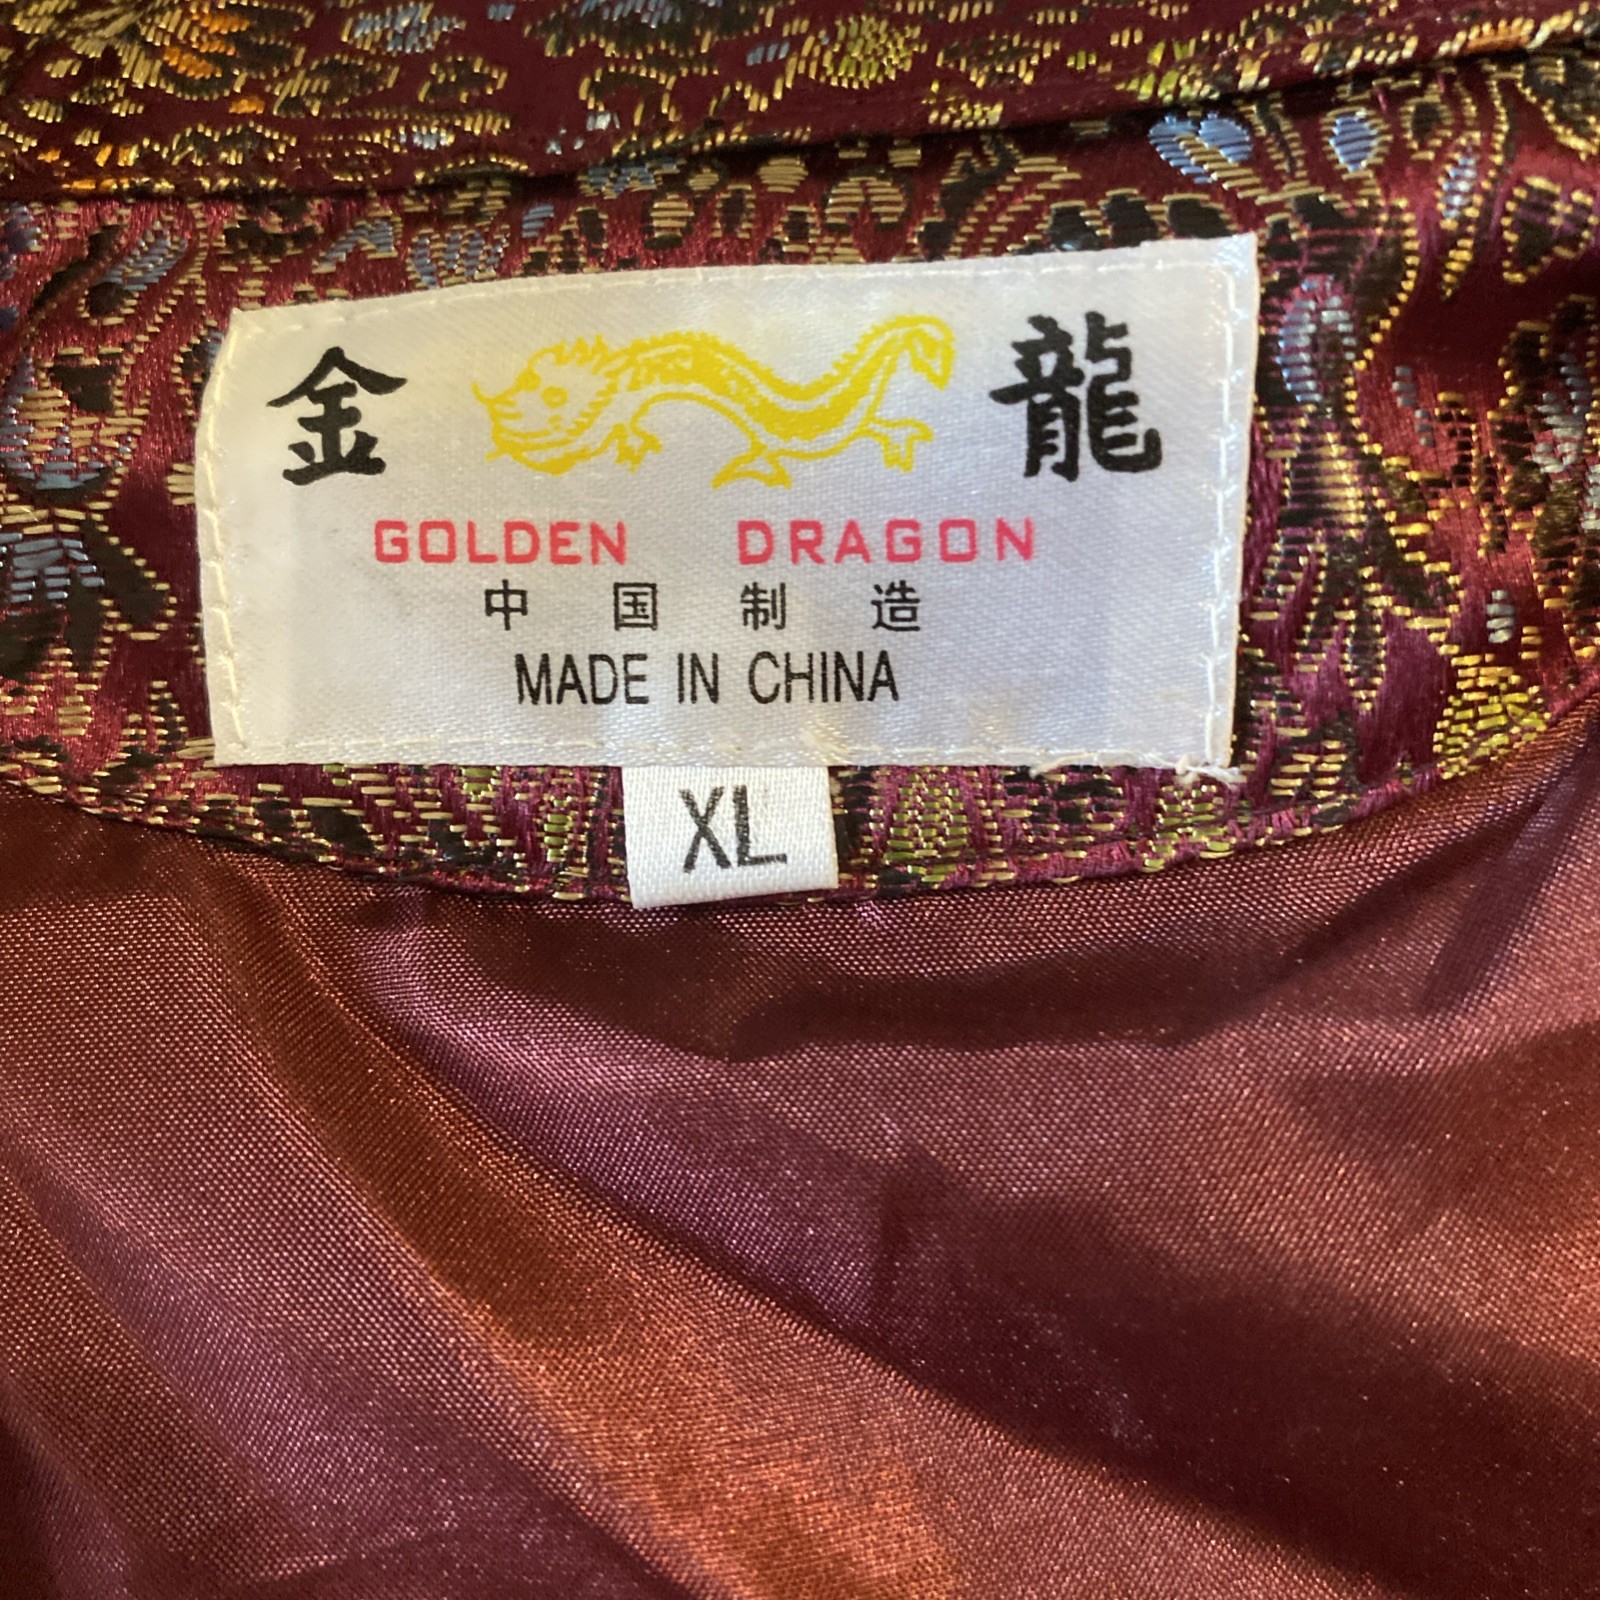 金 龍
GOLDEN DRAGON
中国制造
MADE IN CHINA
XL